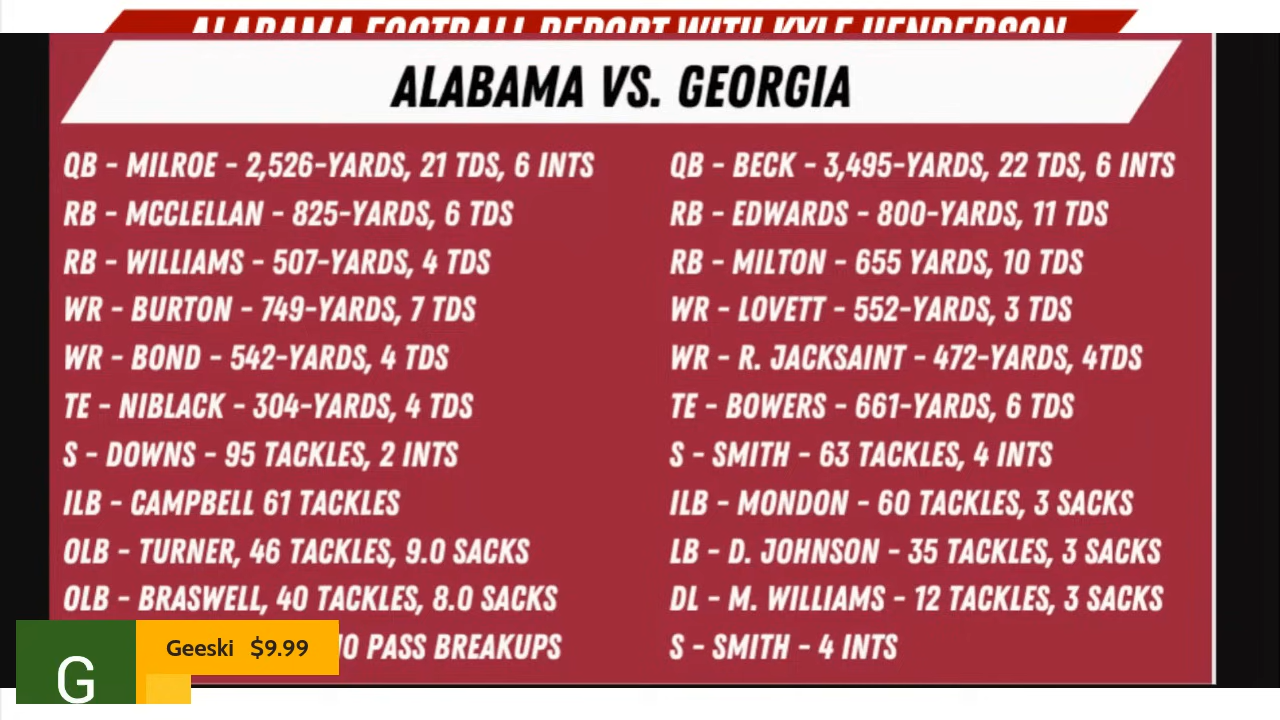 ALABAMA FOOTBALL REPORT WITH KYLE HENDERSON
ALABAMA VS. GEORGIA
QB - MILROE - 2,526-YARDS, 21 TDS, 6 INTS
RB - MCCLELLAN - 825-YARDS, 6 TDS
RB - WILLIAMS - 507-YARDS, 4 TDS
WR - BURTON - 749-YARDS, 7 TDS
WR - BOND - 542-YARDS, 4 TDS
TE - NIBLACK - 304-YARDS, 4 TDS
S - DOWNS - 95 TACKLES, 2 INTS
ILB - CAMPBELL 61 TACKLES
OLB - TURNER, 46 TACKLES, 9.0 SACKS
OLB - BRASWELL, 40 TACKLES, 8.0 SACKS
10 PASS BREAKUPS
QB - BECK - 3,495-YARDS, 22 TDS, 6 INTS
RB - EDWARDS - 800-YARDS, 11 TDS
RB - MILTON - 655 YARDS, 10 TDS
WR - LOVETT - 552-YARDS, 3 TDS
WR - R. JACKSAINT - 472-YARDS, 4TDS
TE - BOWERS - 661-YARDS, 6 TDS
S - SMITH - 63 TACKLES, 4 INTS
ILB - MONDON - 60 TACKLES, 3 SACKS
LB - D. JOHNSON - 35 TACKLES, 3 SACKS
DL - M. WILLIAMS - 12 TACKLES, 3 SACKS
S - SMITH - 4 INTS
Geeski $9.99
G